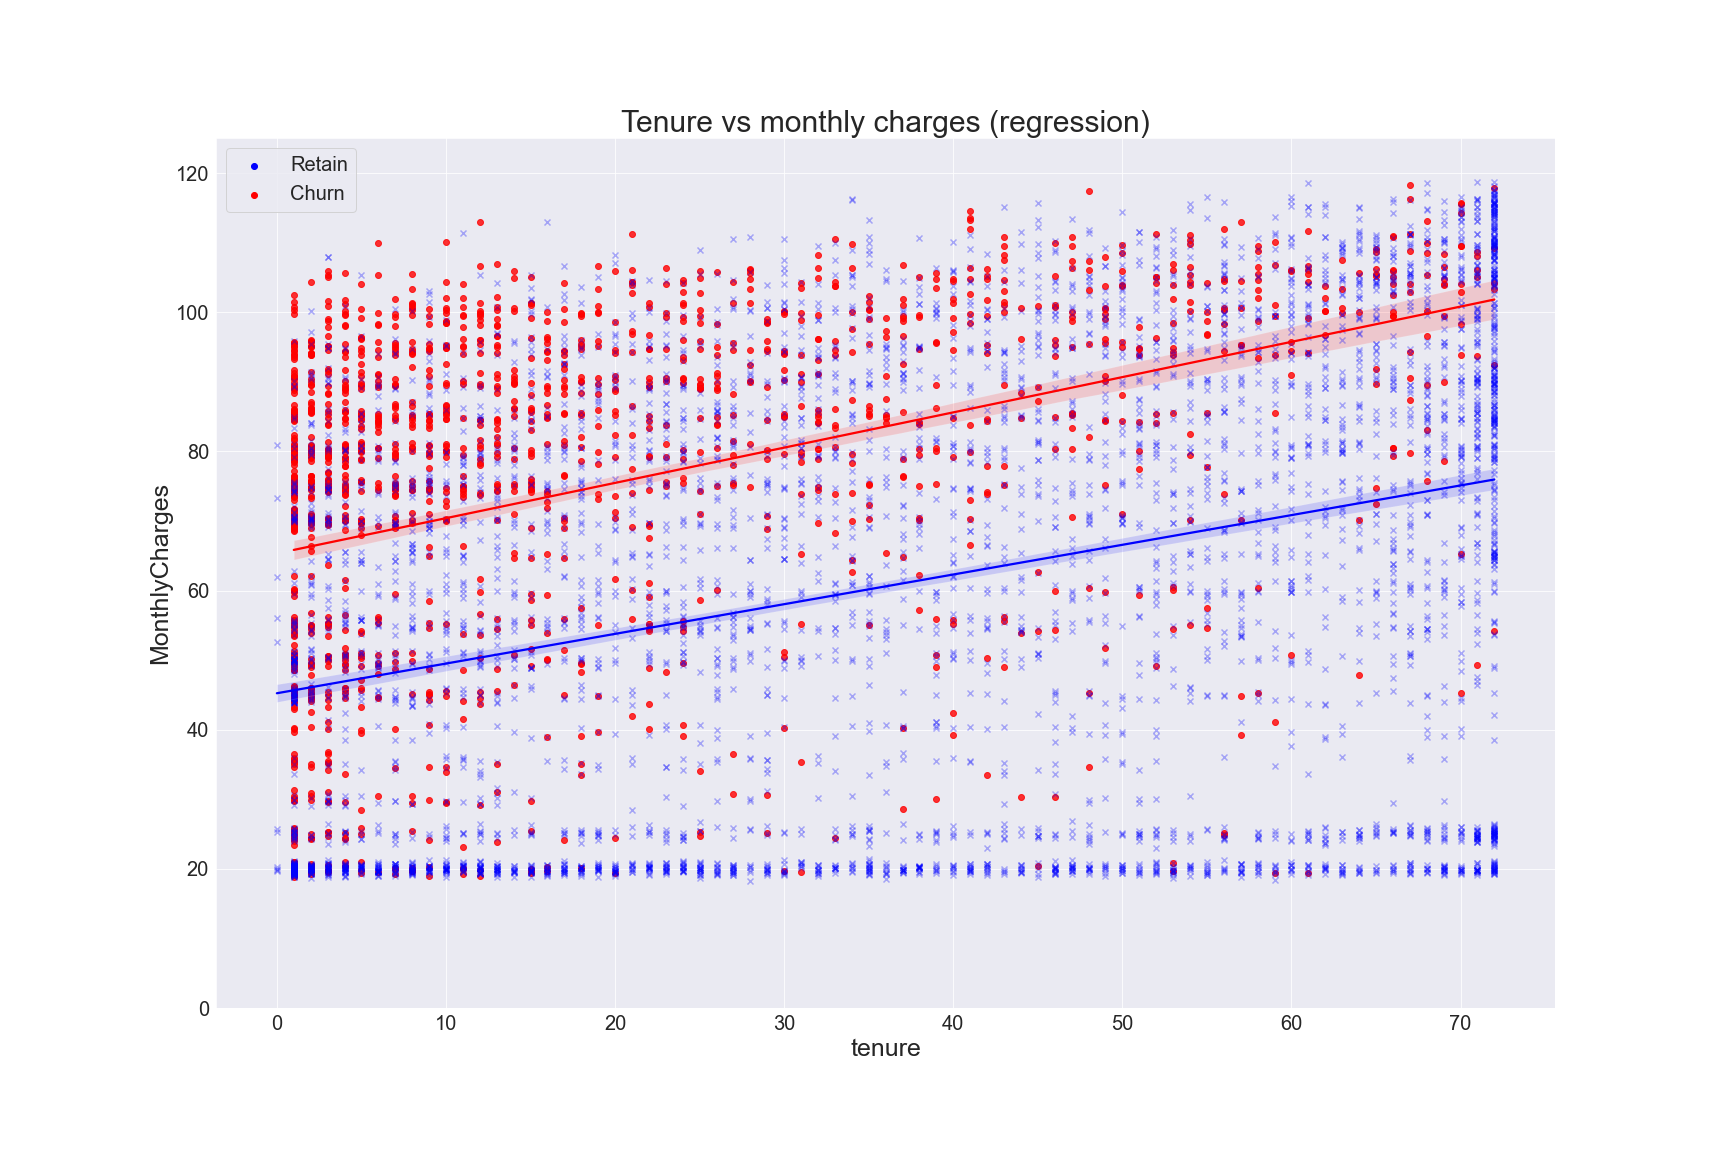 Tenure vs monthly charges (regression)
Retain
Churn
MonthlyCharges
120
100
80
60
40
20
0
0 10 20 30 40 50 60 70
tenure